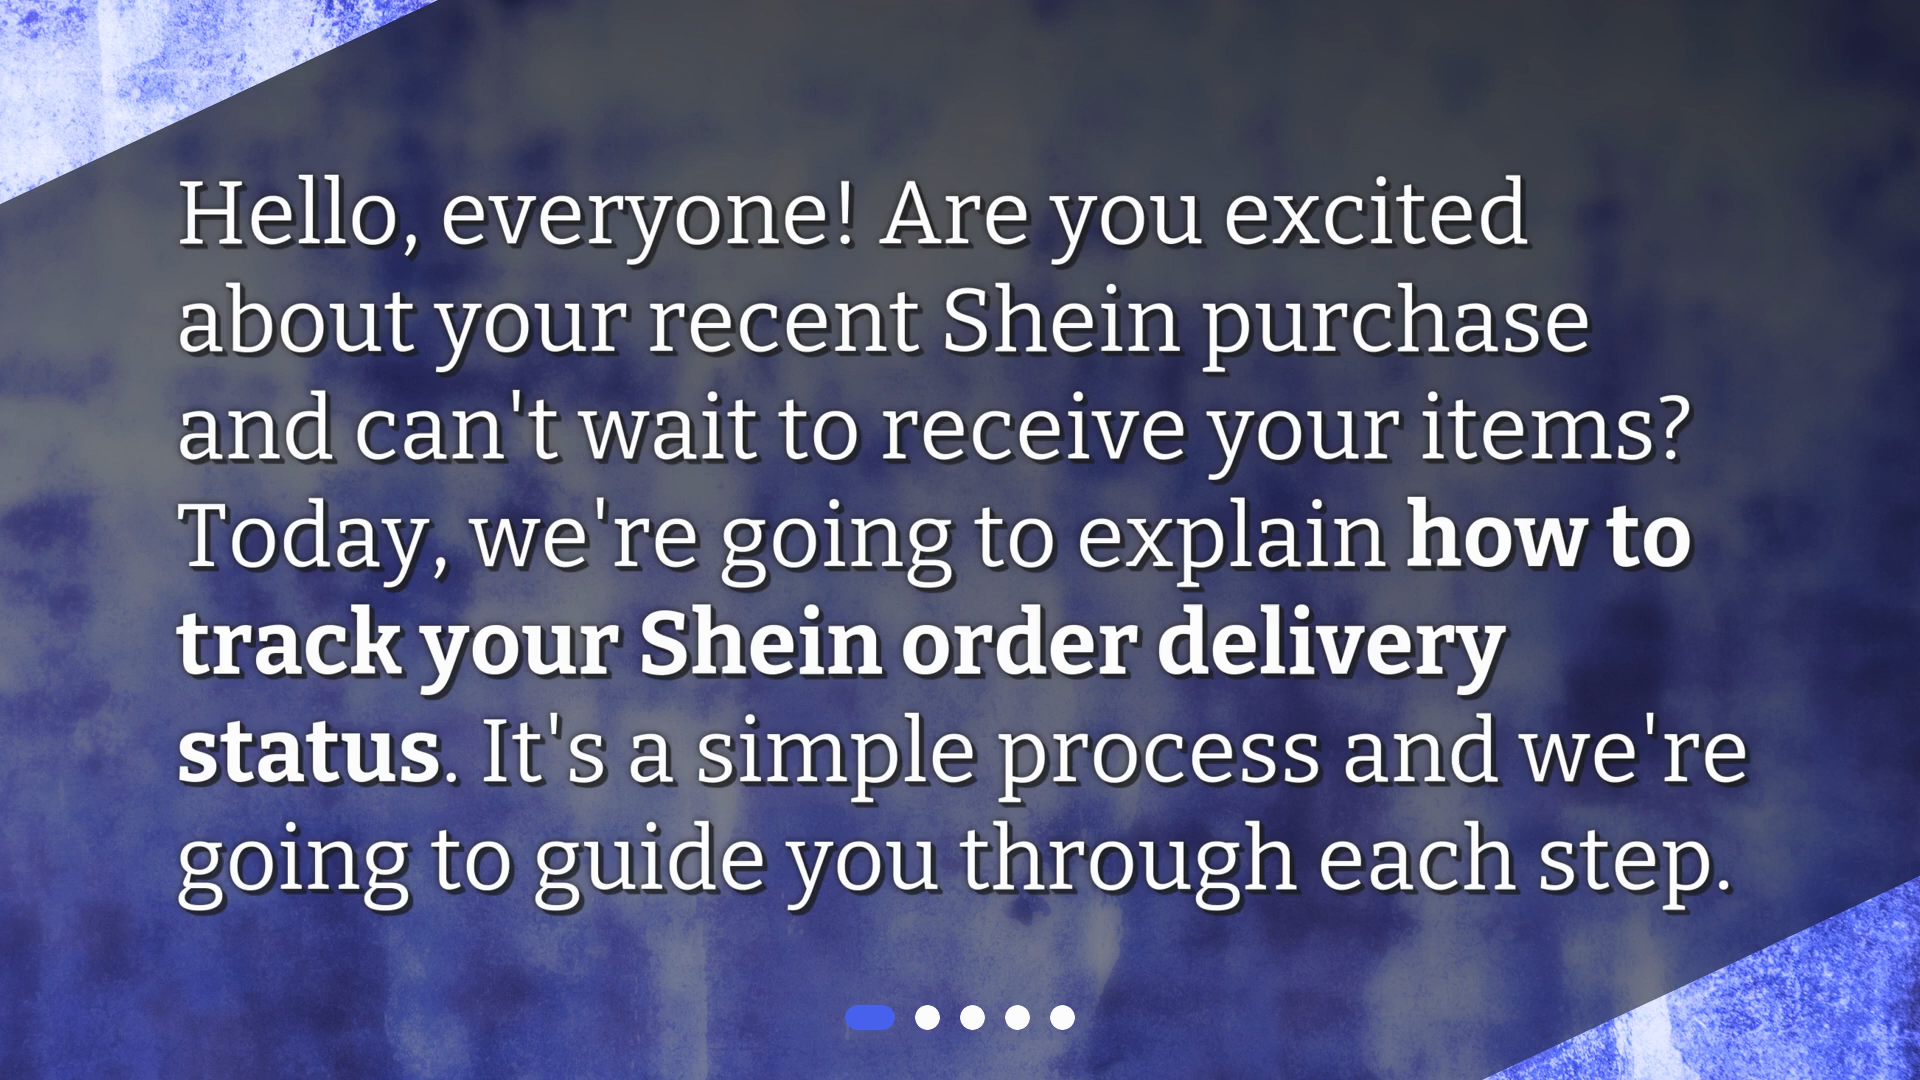 Hello, everyone! Are you excited
about your recent Shein purchase
and can't wait to receive your items?
Today, we're going to explain how to
track your Shein order delivery
status. It's a simple process and we're
going to guide you through each step.